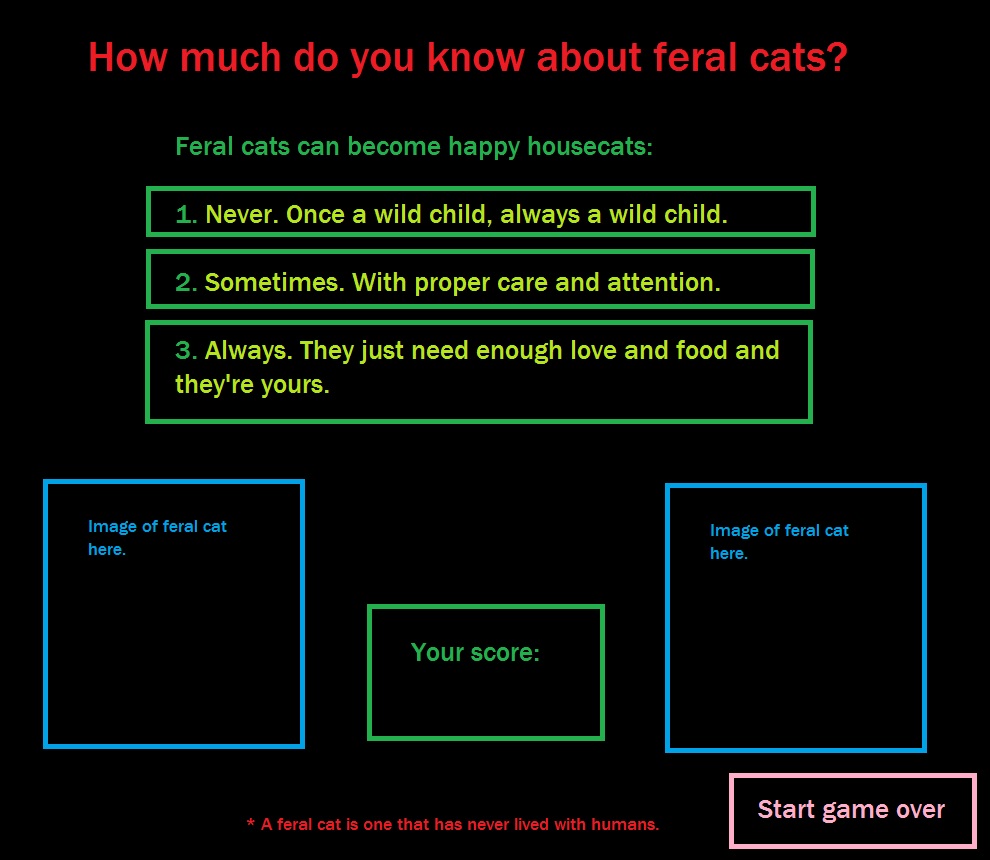 How much do you know about feral cats?
Feral cats can become happy housecats:
1. Never. Once a wild child, always a wild child.
2. Sometimes. With proper care and attention.
3. Always. They just need enough love and food and
they're yours.
Image of feral cat
here.
Image of feral cat
here.
Your score:
Start game over
* A feral cat is one that has never lived with humans.